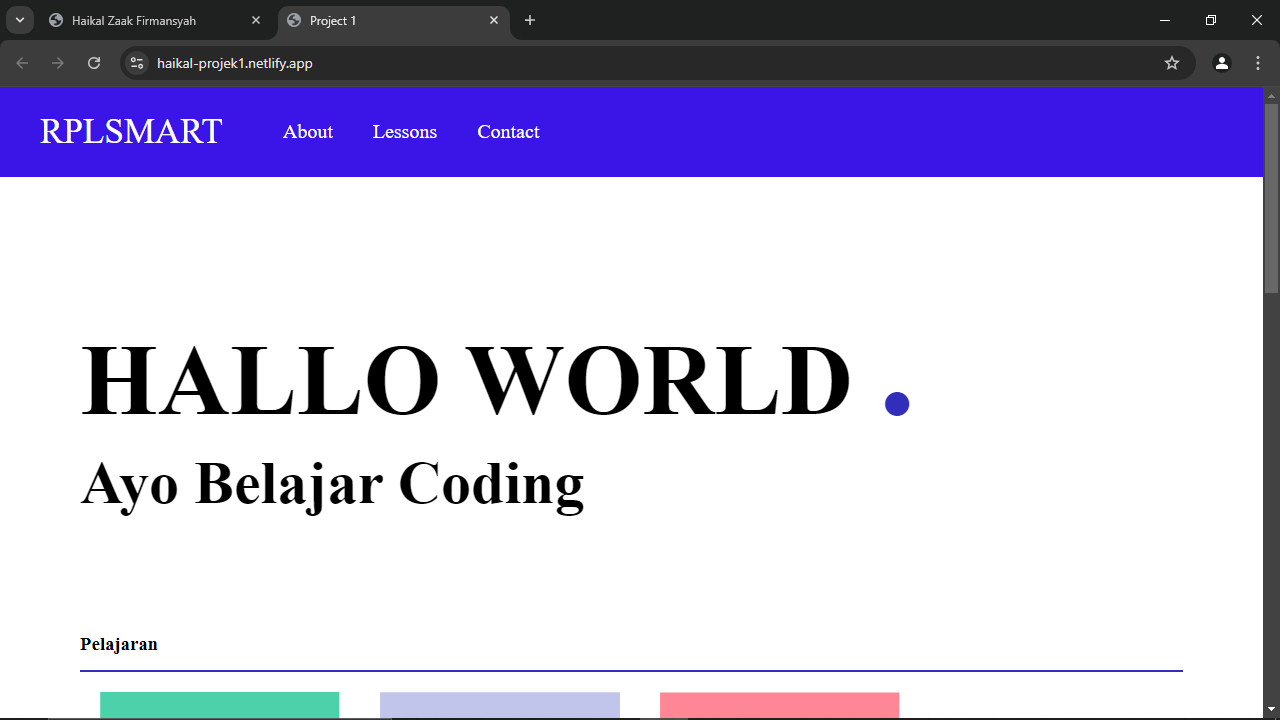 Haikal Zaak Firmansyah
Project 1
haikal-projek1.netlify.app
RPLSMART
About
Lessons
Contact
HALLO WORLD .
Ayo Belajar Coding
Pelajaran